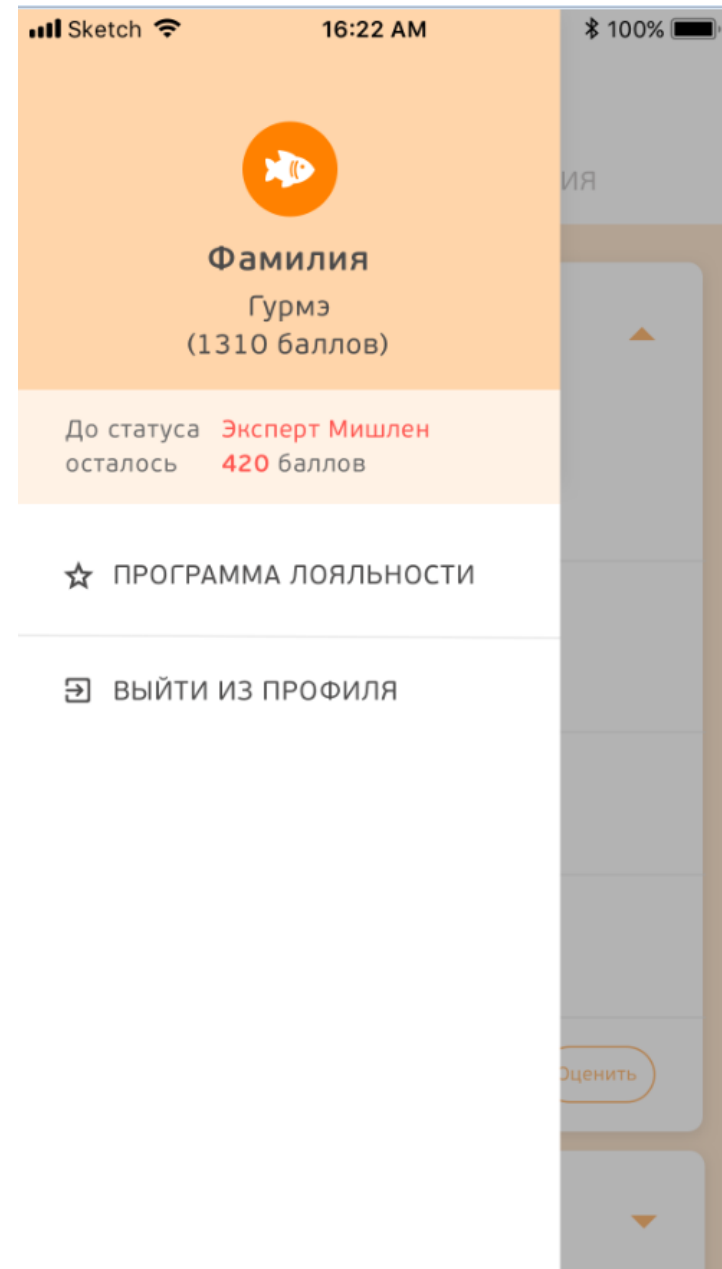 Sketch 16:22 AM 100%
ИЯ
Фамилия
Гурмэ
(1310 баллов)
До статуса Эксперт Мишлен
осталось 420 баллов
ПРОГРАММА ЛОЯЛЬНОСТИ
ВЫЙТИ ИЗ ПРОФИЛЯ
Оценить